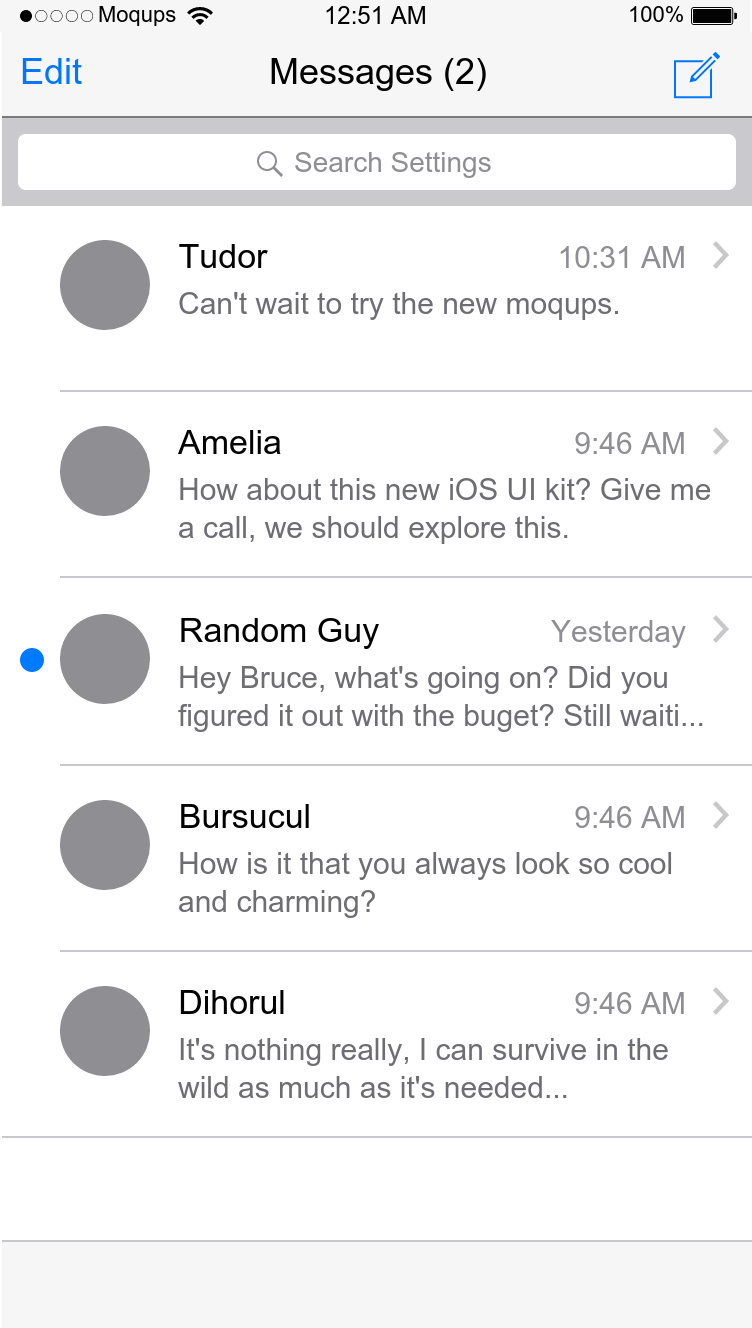 Moqups 12:51 AM 100%
Edit Messages (2)
Search Settings
Tudor 10:31 AM
Can't wait to try the new moqups.
Amelia 9:46 AM
How about this new iOS UI kit? Give me
a call, we should explore this.
Random Guy Yesterday
Hey Bruce, what's going on? Did you
figured it out with the buget? Still waiti...
Bursucul 9:46 AM
How is it that you always look so cool
and charming?
Dihorul 9:46 AM
It's nothing really, I can survive in the
wild as much as it's needed...